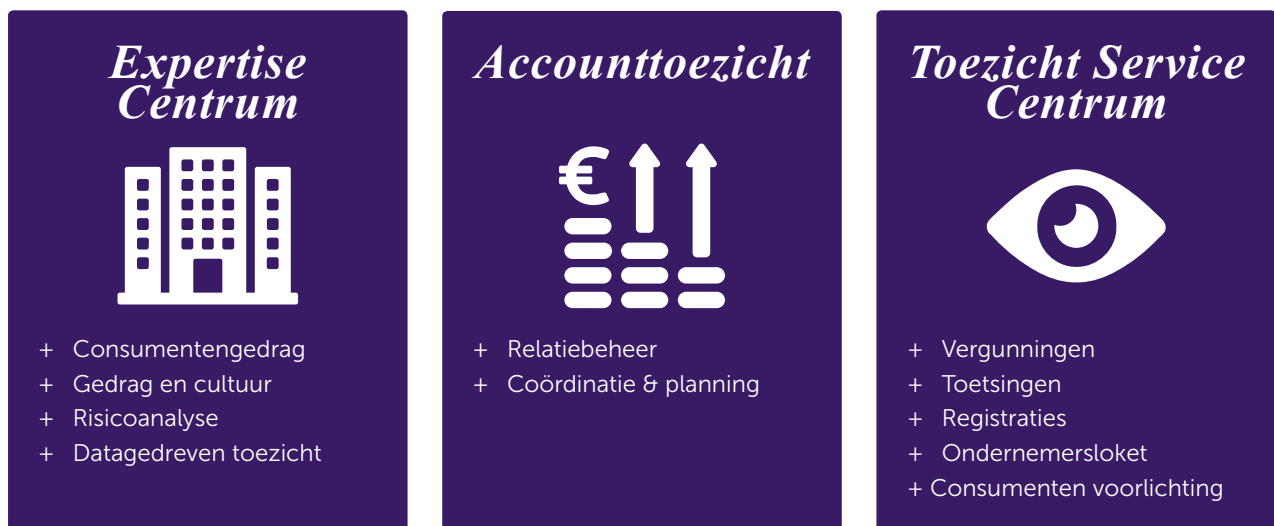 Expertise
Centrum
+ Consumentengedrag
+ Gedrag en cultuur
+ Risicoanalyse
+ Datagedreven toezicht
Accounttoezicht
€
+ Relatiebeheer
+ Coördinatie & planning
Toezicht Service
Centrum
+ Vergunningen
+ Toetsingen
+ Registraties
+ Ondernemersloket
+ Consumenten voorlichting